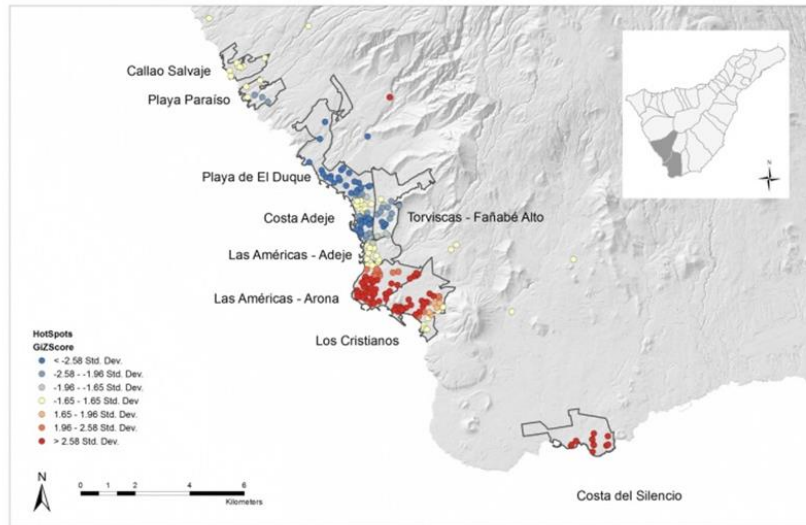 Callao Salvaje
Playa Paraíso
Playa de El Duque
Costa Adeje
Torviscas - Fañabé Alto
Las Américas - Adeje
Las Américas - Arona
Los Cristianos
Costa del Silencio
HotSpots
GiZScore
< -2.58 Std. Dev.
-2.58 - -1.96 Std. Dev.
-1.96 - -1.65 Std. Dev.
-1.65 - 1.65 Std. Dev
1.65 - 1.96 Std. Dev.
1.96 - 2.58 Std. Dev.
> 2.58 Std. Dev.
N
0 1 2 4 6
Kilometers
N